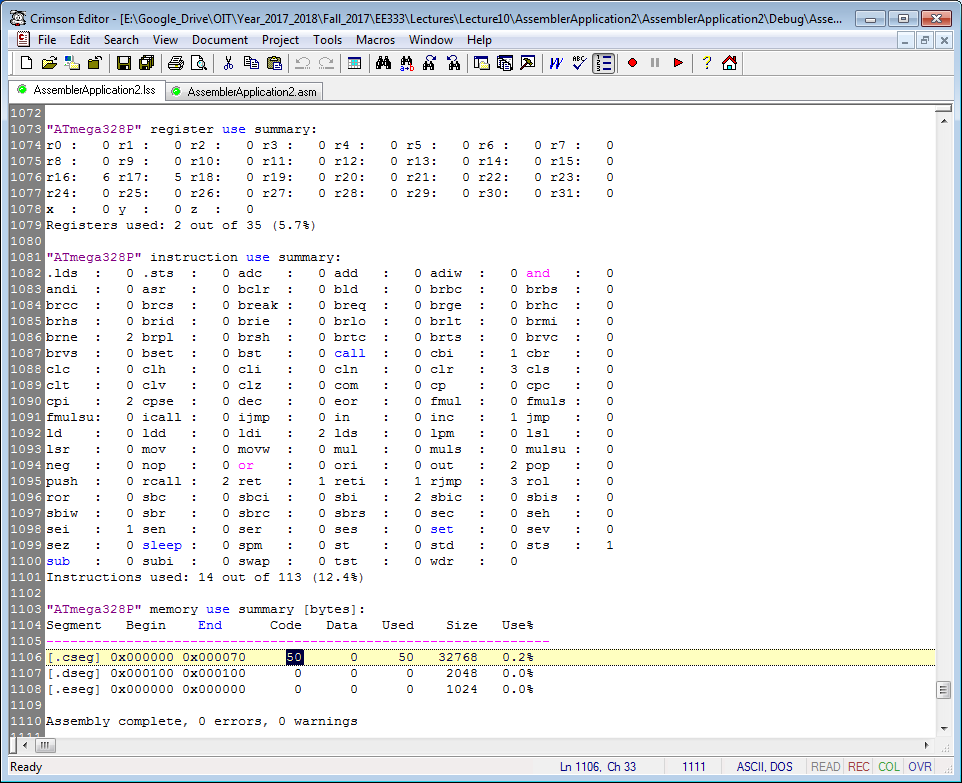 Crimson Editor - [E:\Google_Drive\OIT\Year_2017_2018\Fall_2017\EE333\Lectures\Lecture10\AssemblerApplication2\AssemblerApplication2\Debug\Asse...
File Edit Search View Document Project Tools Macros Window Help
AssemblerApplication2.lss AssemblerApplication2.asm
1072
1073 "ATmega328P" register use summary:
1074 r0 : 0 r1 : 0 r2 : 0 r3 : 0 r4 : 0 r5 : 0 r6 : 0 r7 : 0
1075 r8 : 0 r9 : 0 r10: 0 r11: 0 r12: 0 r13: 0 r14: 0 r15: 0
1076 r16: 6 r17: 5 r18: 0 r19: 0 r20: 0 r21: 0 r22: 0 r23: 0
1077 r24: 0 r25: 0 r26: 0 r27: 0 r28: 0 r29: 0 r30: 0 r31: 0
1078 x : 0 y : 0 z : 0
1079 Registers used: 2 out of 35 (5.7%)
1080
1081 "ATmega328P" instruction use summary:
1082 .lds : 0 .sts : 0 adc : 0 add : 0 adiw : 0 and : 0
1083 andi : 0 asr : 0 bclr : 0 bld : 0 brbc : 0 brbs : 0
1084 brcc : 0 brcs : 0 break : 0 breq : 0 brge : 0 brhc : 0
1085 brhs : 0 brid : 0 brie : 0 brlo : 0 brlt : 0 brmi : 0
1086 brne : 2 brpl : 0 brsh : 0 brtc : 0 brts : 0 brvc : 0
1087 brvs : 0 bset : 0 bst : 0 call : 0 cbi : 1 cbr : 0
1088 clc : 0 clh : 0 cli : 0 cln : 0 clr : 3 cls : 0
1089 clt : 0 clv : 0 clz : 0 com : 0 cp : 0 cpc : 0
1090 cpi : 2 cpse : 0 dec : 0 eor : 0 fmul : 0 fmuls : 0
1091 fmulsu: 0 icall : 0 ijmp : 0 in : 0 inc : 1 jmp : 0
1092 ld : 0 ldd : 0 ldi : 2 lds : 0 lpm : 0 lsl : 0
1093 lsr : 0 mov : 0 movw : 0 mul : 0 muls : 0 mulsu : 0
1094 neg : 0 nop : 0 or : 0 ori : 0 out : 2 pop : 0
1095 push : 0 rcall : 2 ret : 1 reti : 1 rjmp : 3 rol : 0
1096 ror : 0 sbc : 0 sbci : 0 sbi : 2 sbic : 0 sbis : 0
1097 sbiw : 0 sbr : 0 sbrc : 0 sbrs : 0 sec : 0 seh : 0
1098 sei : 1 sen : 0 ser : 0 ses : 0 set : 0 sev : 0
1099 sez : 0 sleep : 0 spm : 0 st : 0 std : 0 sts : 1
1100 sub : 0 subi : 0 swap : 0 tst : 0 wdr : 0
1101 Instructions used: 14 out of 113 (12.4%)
1102
1103 "ATmega328P" memory use summary [bytes]:
1104 Segment Begin End Code Data Used Size Use%
1105 ---------------------------------------------------------------
1106 [.cseg] 0x000000 0x000070 50 0 50 32768 0.2%
1107 [.dseg] 0x000100 0x000100 0 0 0 2048 0.0%
1108 [.eseg] 0x000000 0x000000 0 0 0 1024 0.0%
1109
1110 Assembly complete, 0 errors, 0 warnings
1111
Ready Ln 1106, Ch 33 1111 ASCII, DOS READ REC COL OVR